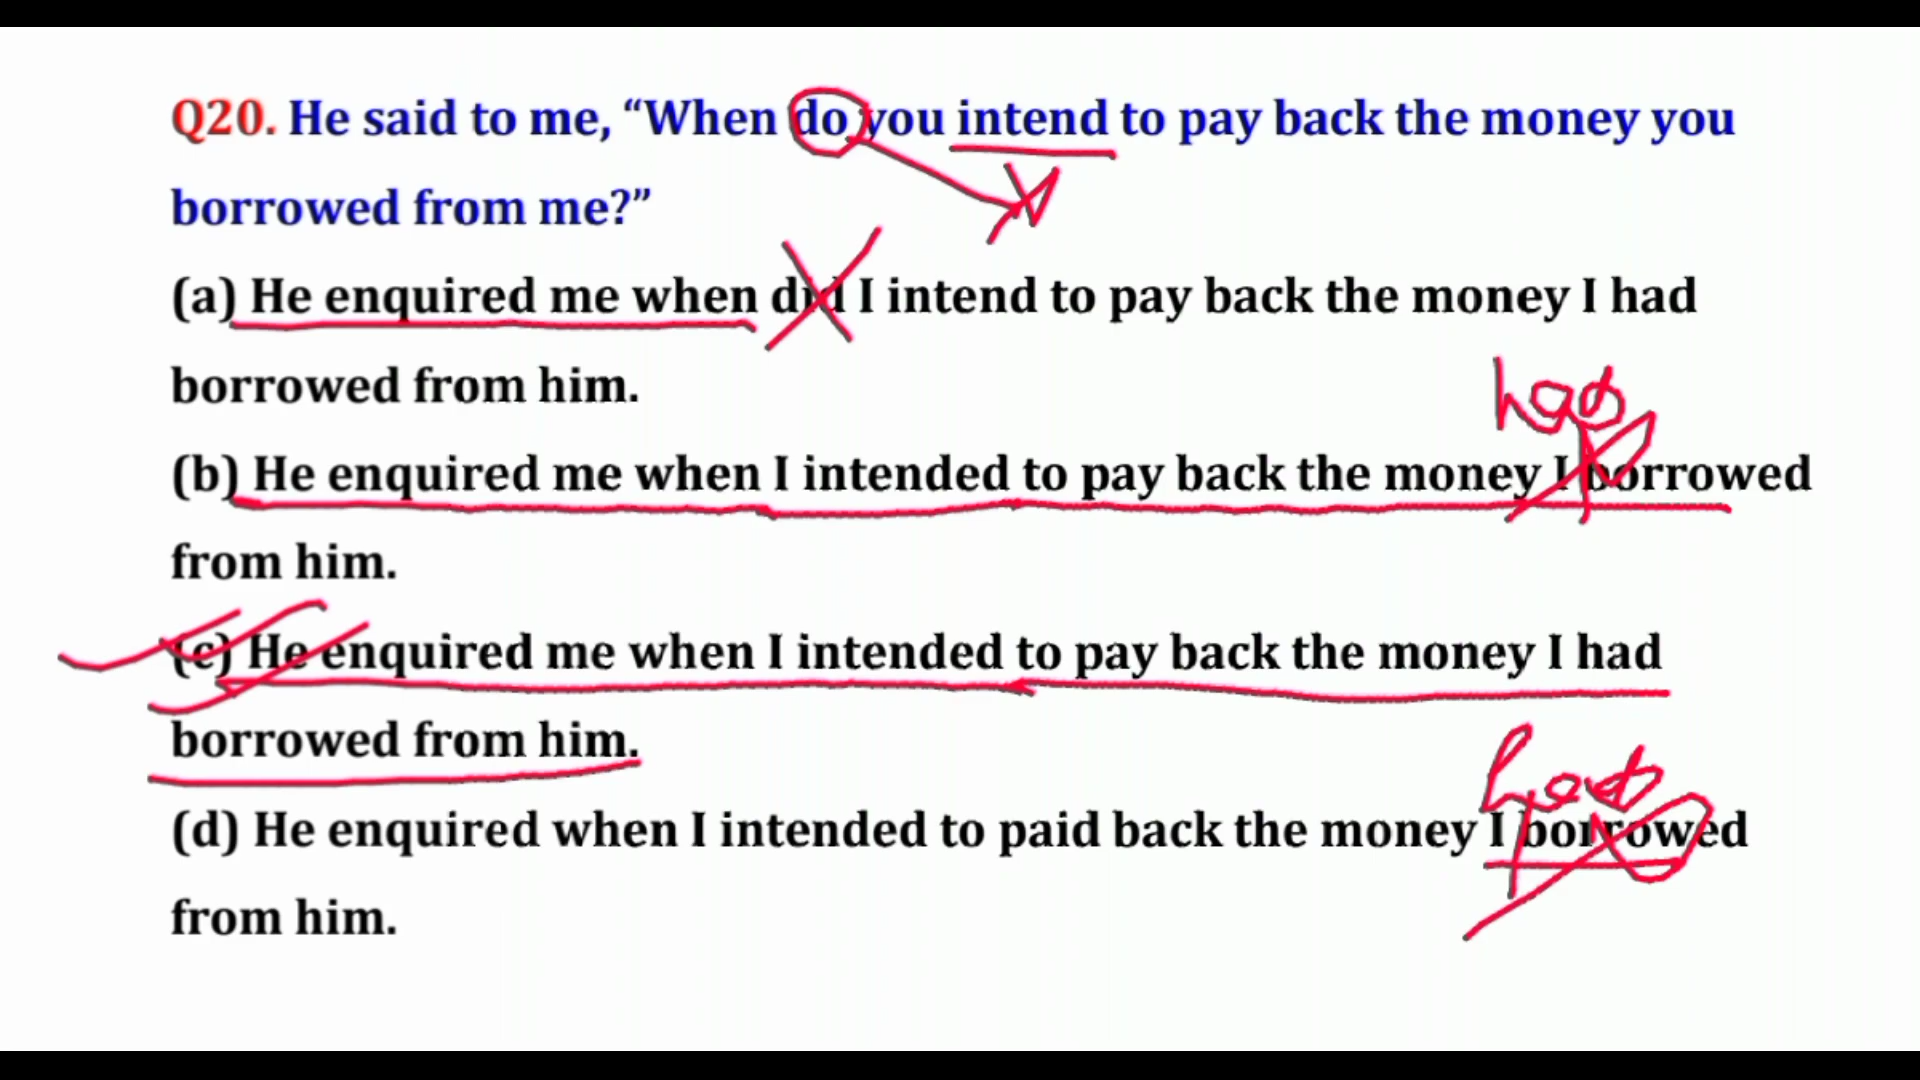 Q20. He said to me, “When do you intend to pay back the money you
borrowed from me?”
(a) He enquired me when did I intend to pay back the money I had
borrowed from him.
had
(b) He enquired me when I intended to pay back the money I borrowed
from him.
(c) He enquired me when I intended to pay back the money I had
borrowed from him.
had
(d) He enquired when I intended to paid back the money I borrowed
from him.